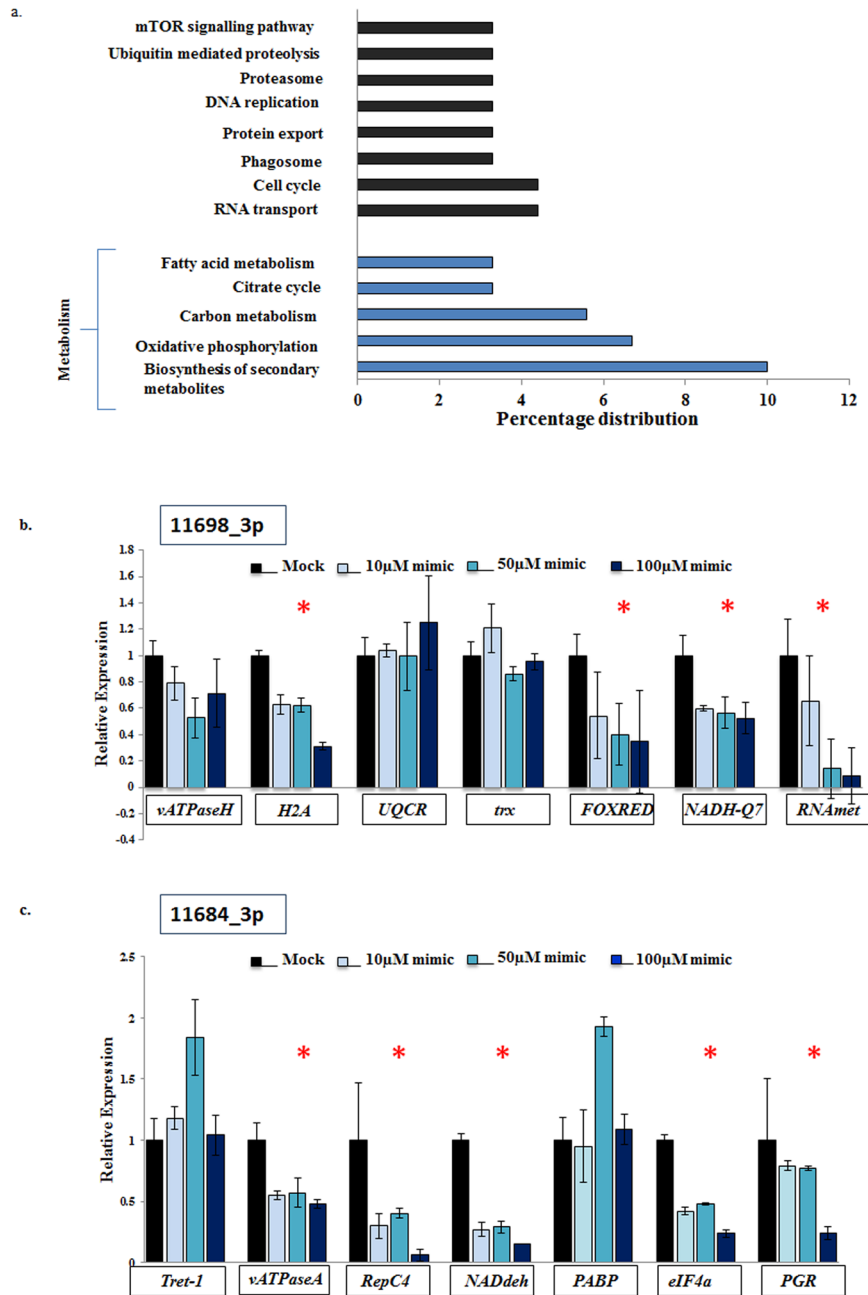 a.
mTOR signalling pathway
Ubiquitin mediated proteolysis
Proteasome
DNA replication
Protein export
Phagosome
Cell cycle
RNA transport
Metabolism
Fatty acid metabolism
Citrate cycle
Carbon metabolism
Oxidative phosphorylation
Biosynthesis of secondary
metabolites
0 2 4 6 8 10 12
Percentage distribution
b.
11698_3p
Mock 10μM mimic 50μM mimic 100μM mimic
Relative Expression
1.8
1.6
1.4
1.2
1
0.8
0.6
0.4
0.2
0
-0.2
-0.4
* * * *
vATPaseH H2A UQCR trx FOXRED NADH-Q7 RNAmet
c.
11684_3p
Mock 10μM mimic 50μM mimic 100μM mimic
Relative Expression
2.5
2
1.5
1
0.5
0
* * * * *
Tret-1 vATPaseA RepC4 NADdeh PABP eIF4a PGR